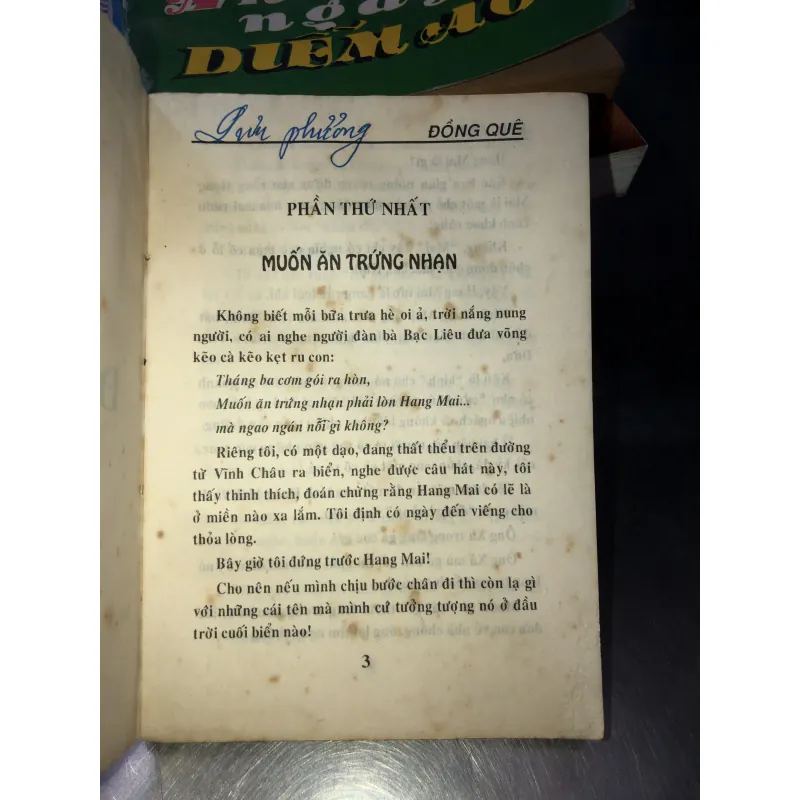 DIỄM
phương
ĐỒNG QUÊ
PHẦN THỨ NHẤT
MUỐN ĂN TRỨNG NHẠN
Không biết mỗi bữa trưa hè oi ả, trời nắng nung
người, có ai nghe người đàn bà Bạc Liêu đưa võng
kẽo cà kẽo kẹt ru con:
Tháng ba cơm gói ra hòn,
Muốn ăn trứng nhạn phải lòn Hang Mai...
mà ngao ngán nỗi gì không?
Riêng tôi, có một dạo, đang thất thểu trên đường
từ Vĩnh Châu ra biển, nghe được câu hát này, tôi
thấy thinh thích, đoán chừng rằng Hang Mai có lẽ là
ở miền nào xa lắm. Tôi định có ngày đến viếng cho
thỏa lòng.
Bây giờ tôi đứng trước Hang Mai!
Cho nên nếu mình chịu bước chân đi thì còn lạ gì
với những cái tên mà mình cứ tưởng tượng nó ở đầu
trời cuối biển nào!
3